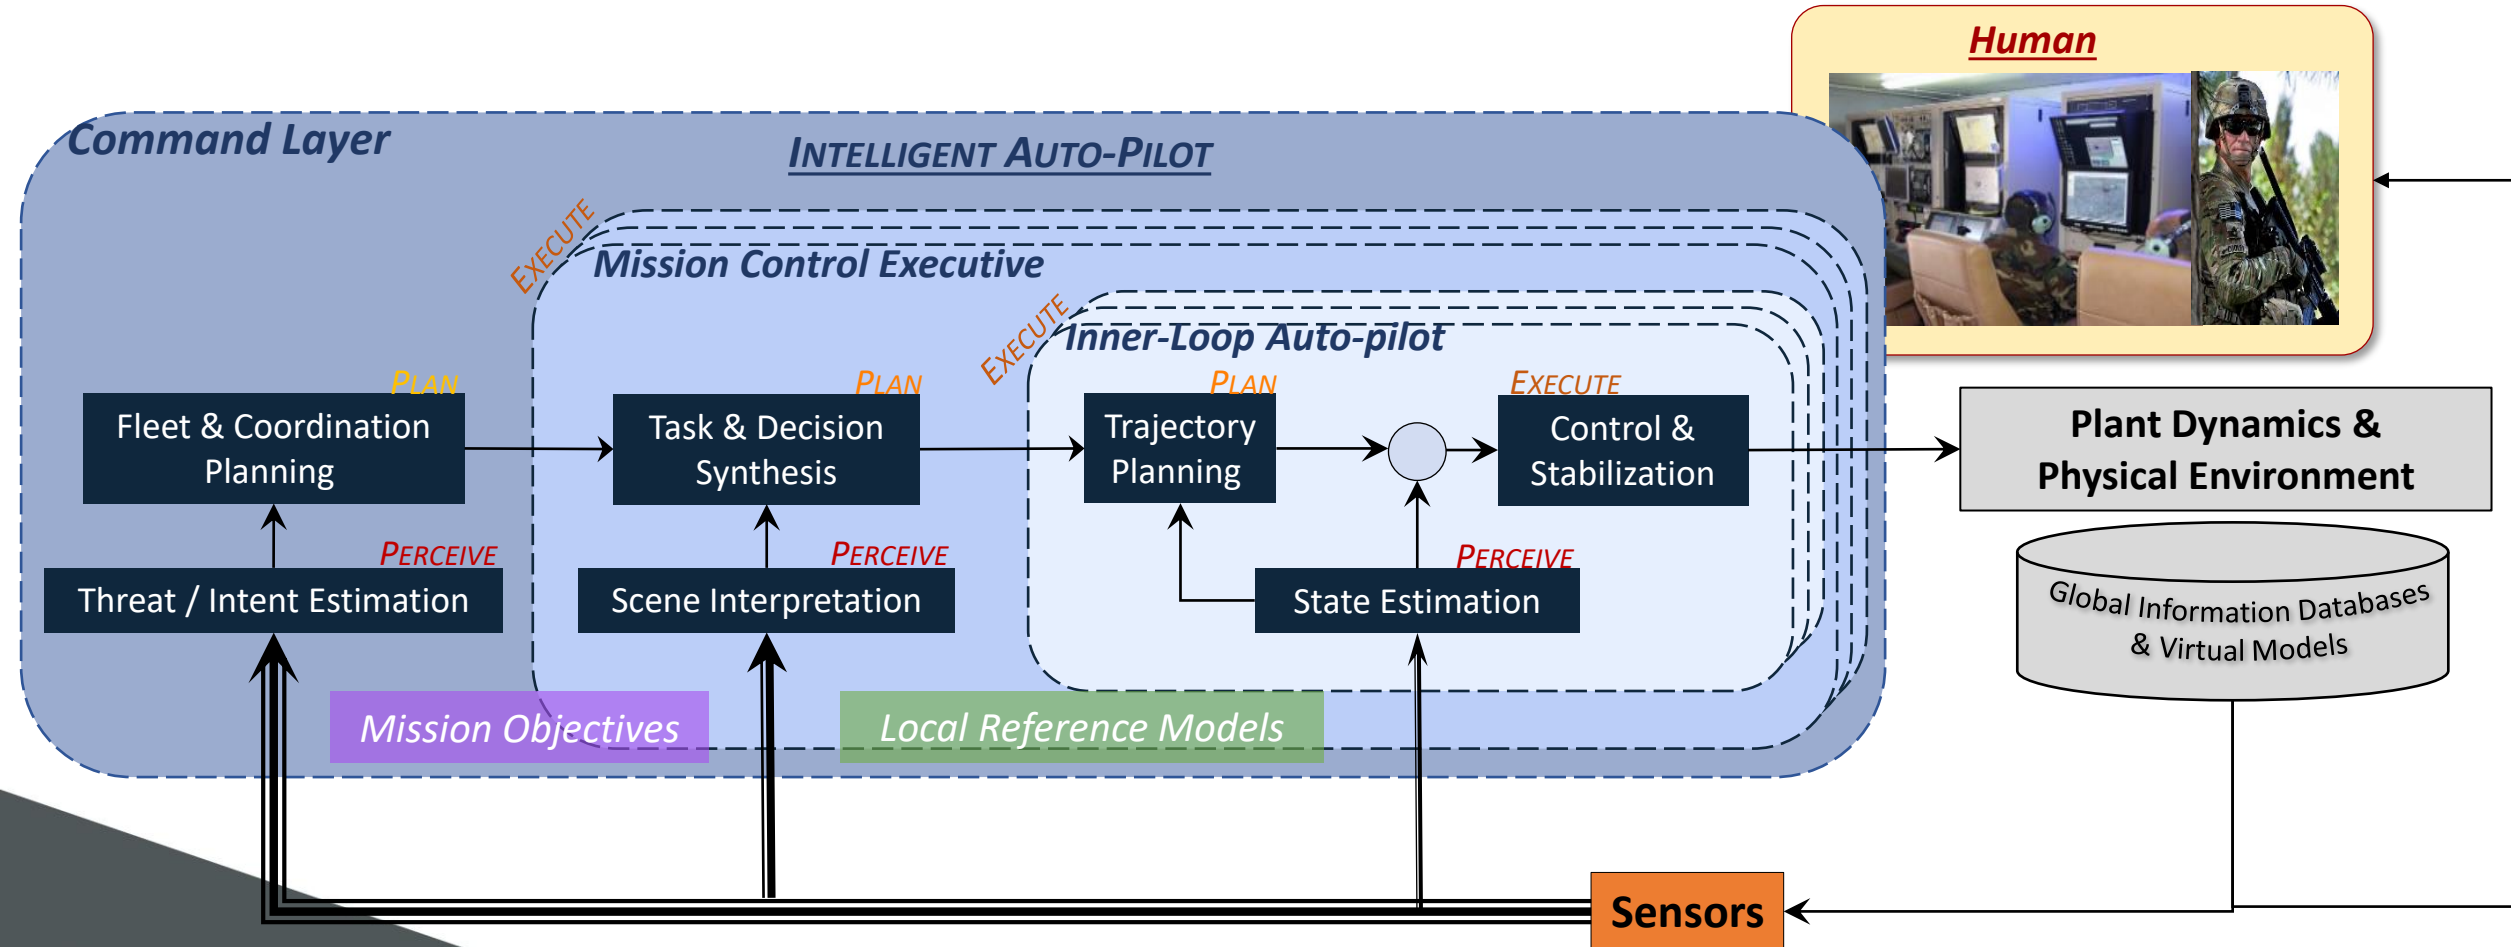 Human
Command Layer
INTELLIGENT AUTO-PILOT
EXECUTE
Mission Control Executive
EXECUTE
Inner-Loop Auto-pilot
PLAN
Fleet & Coordination
Planning
PLAN
Task & Decision
Synthesis
PLAN
Trajectory
Planning
EXECUTE
Control &
Stabilization
Plant Dynamics &
Physical Environment
PERCEIVE
Threat / Intent Estimation
PERCEIVE
Scene Interpretation
PERCEIVE
State Estimation
Global Information Databases
& Virtual Models
Mission Objectives
Local Reference Models
Sensors